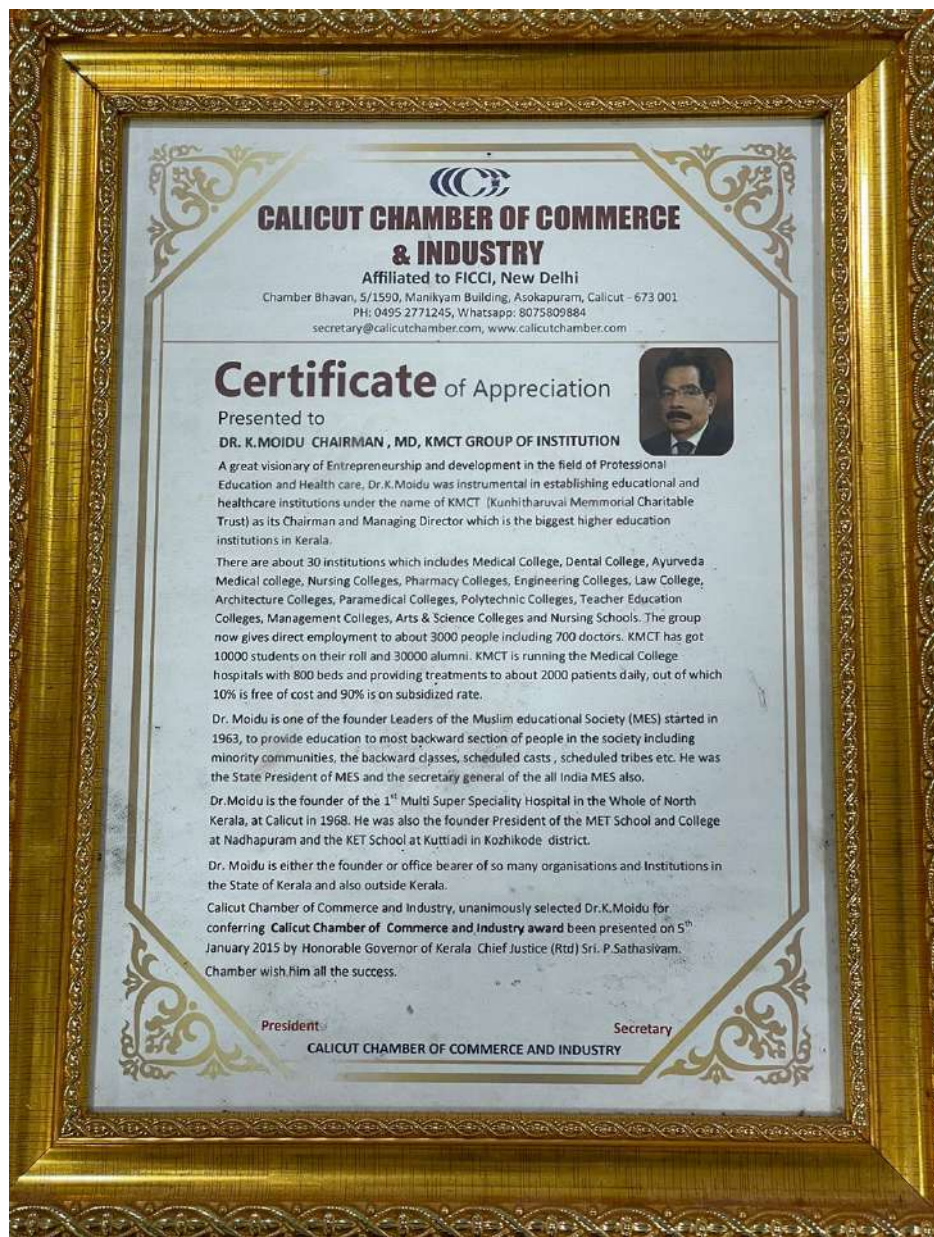 CALICUT CHAMBER OF COMMERCE
& INDUSTRY
Affiliated to FICCI, New Delhi
Chamber Bhavan, 5/1590, Manikyam Building, Asokapuram, Calicut - 673 001
PH: 0495 2771245, Whatsapp: 8075809884
secretary@calicutchamber.com, www.calicutchamber.com
Certificate of Appreciation
Presented to
DR. K.MOIDU CHAIRMAN , MD, KMCT GROUP OF INSTITUTION
A great visionary of Entrepreneurship and development in the field of Professional
Education and Health care, Dr.K.Moidu was instrumental in establishing educational and
healthcare institutions under the name of KMCT (Kunhitharuvai Memmorial Charitable
Trust) as its Chairman and Managing Director which is the biggest higher education
institutions in Kerala.
There are about 30 institutions which includes Medical College, Dental College, Ayurveda
Medical college, Nursing Colleges, Pharmacy Colleges, Engineering Colleges, Law College,
Architecture Colleges, Paramedical Colleges, Polytechnic Colleges, Teacher Education
Colleges, Management Colleges, Arts & Science Colleges and Nursing Schools. The group
now gives direct employment to about 3000 people including 700 doctors. KMCT has got
10000 students on their roll and 30000 alumni. KMCT is running the Medical College
hospitals with 800 beds and providing treatments to about 2000 patients daily, out of which
10% is free of cost and 90% is on subsidized rate.
Dr. Moidu is one of the founder Leaders of the Muslim educational Society (MES) started in
1963, to provide education to most backward section of people in the society including
minority communities, the backward classes, scheduled casts , scheduled tribes etc. He was
the State President of MES and the secretary general of the all India MES also.
Dr.Moidu is the founder of the 1st Multi Super Speciality Hospital in the Whole of North
Kerala, at Calicut in 1968. He was also the founder President of the MET School and College
at Nadhapuram and the KET School at Kuttiadi in Kozhikode district.
Dr. Moidu is either the founder or office bearer of so many organisations and Institutions in
the State of Kerala and also outside Kerala.
Calicut Chamber of Commerce and Industry, unanimously selected Dr.K.Moidu for
conferring Calicut Chamber of Commerce and Industry award been presented on 5th
January 2015 by Honorable Governor of Kerala Chief Justice (Rtd) Sri. P.Sathasivam.
Chamber wish him all the success.
President
Secretary
CALICUT CHAMBER OF COMMERCE AND INDUSTRY